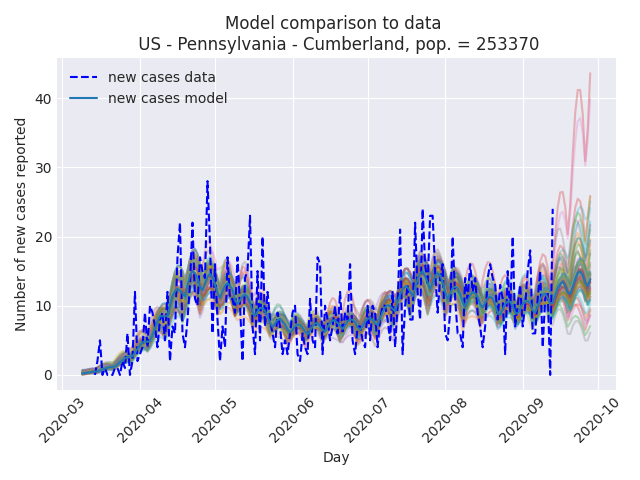 Model comparison to data
US - Pennsylvania - Cumberland, pop. = 253370
new cases data
new cases model
Number of new cases reported
40
30
20
10
0
2020-03
2020-04
2020-05
2020-06
2020-07
2020-08
2020-09
2020-10
Day